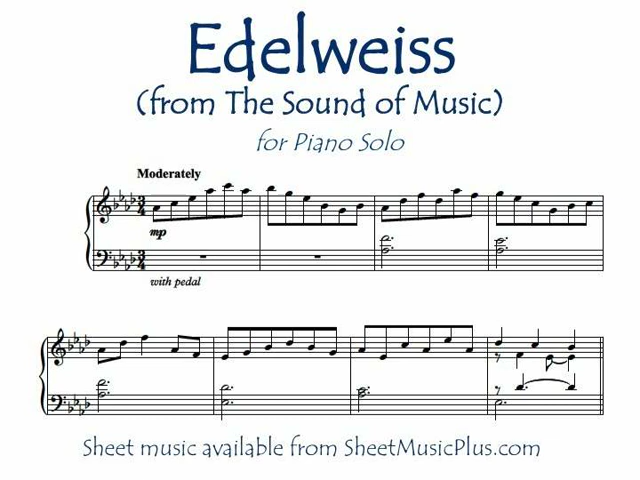 Edelweiss
(from The Sound of Music)
for Piano Solo
Moderately
mp
with pedal
Sheet music available from SheetMusicPlus.com